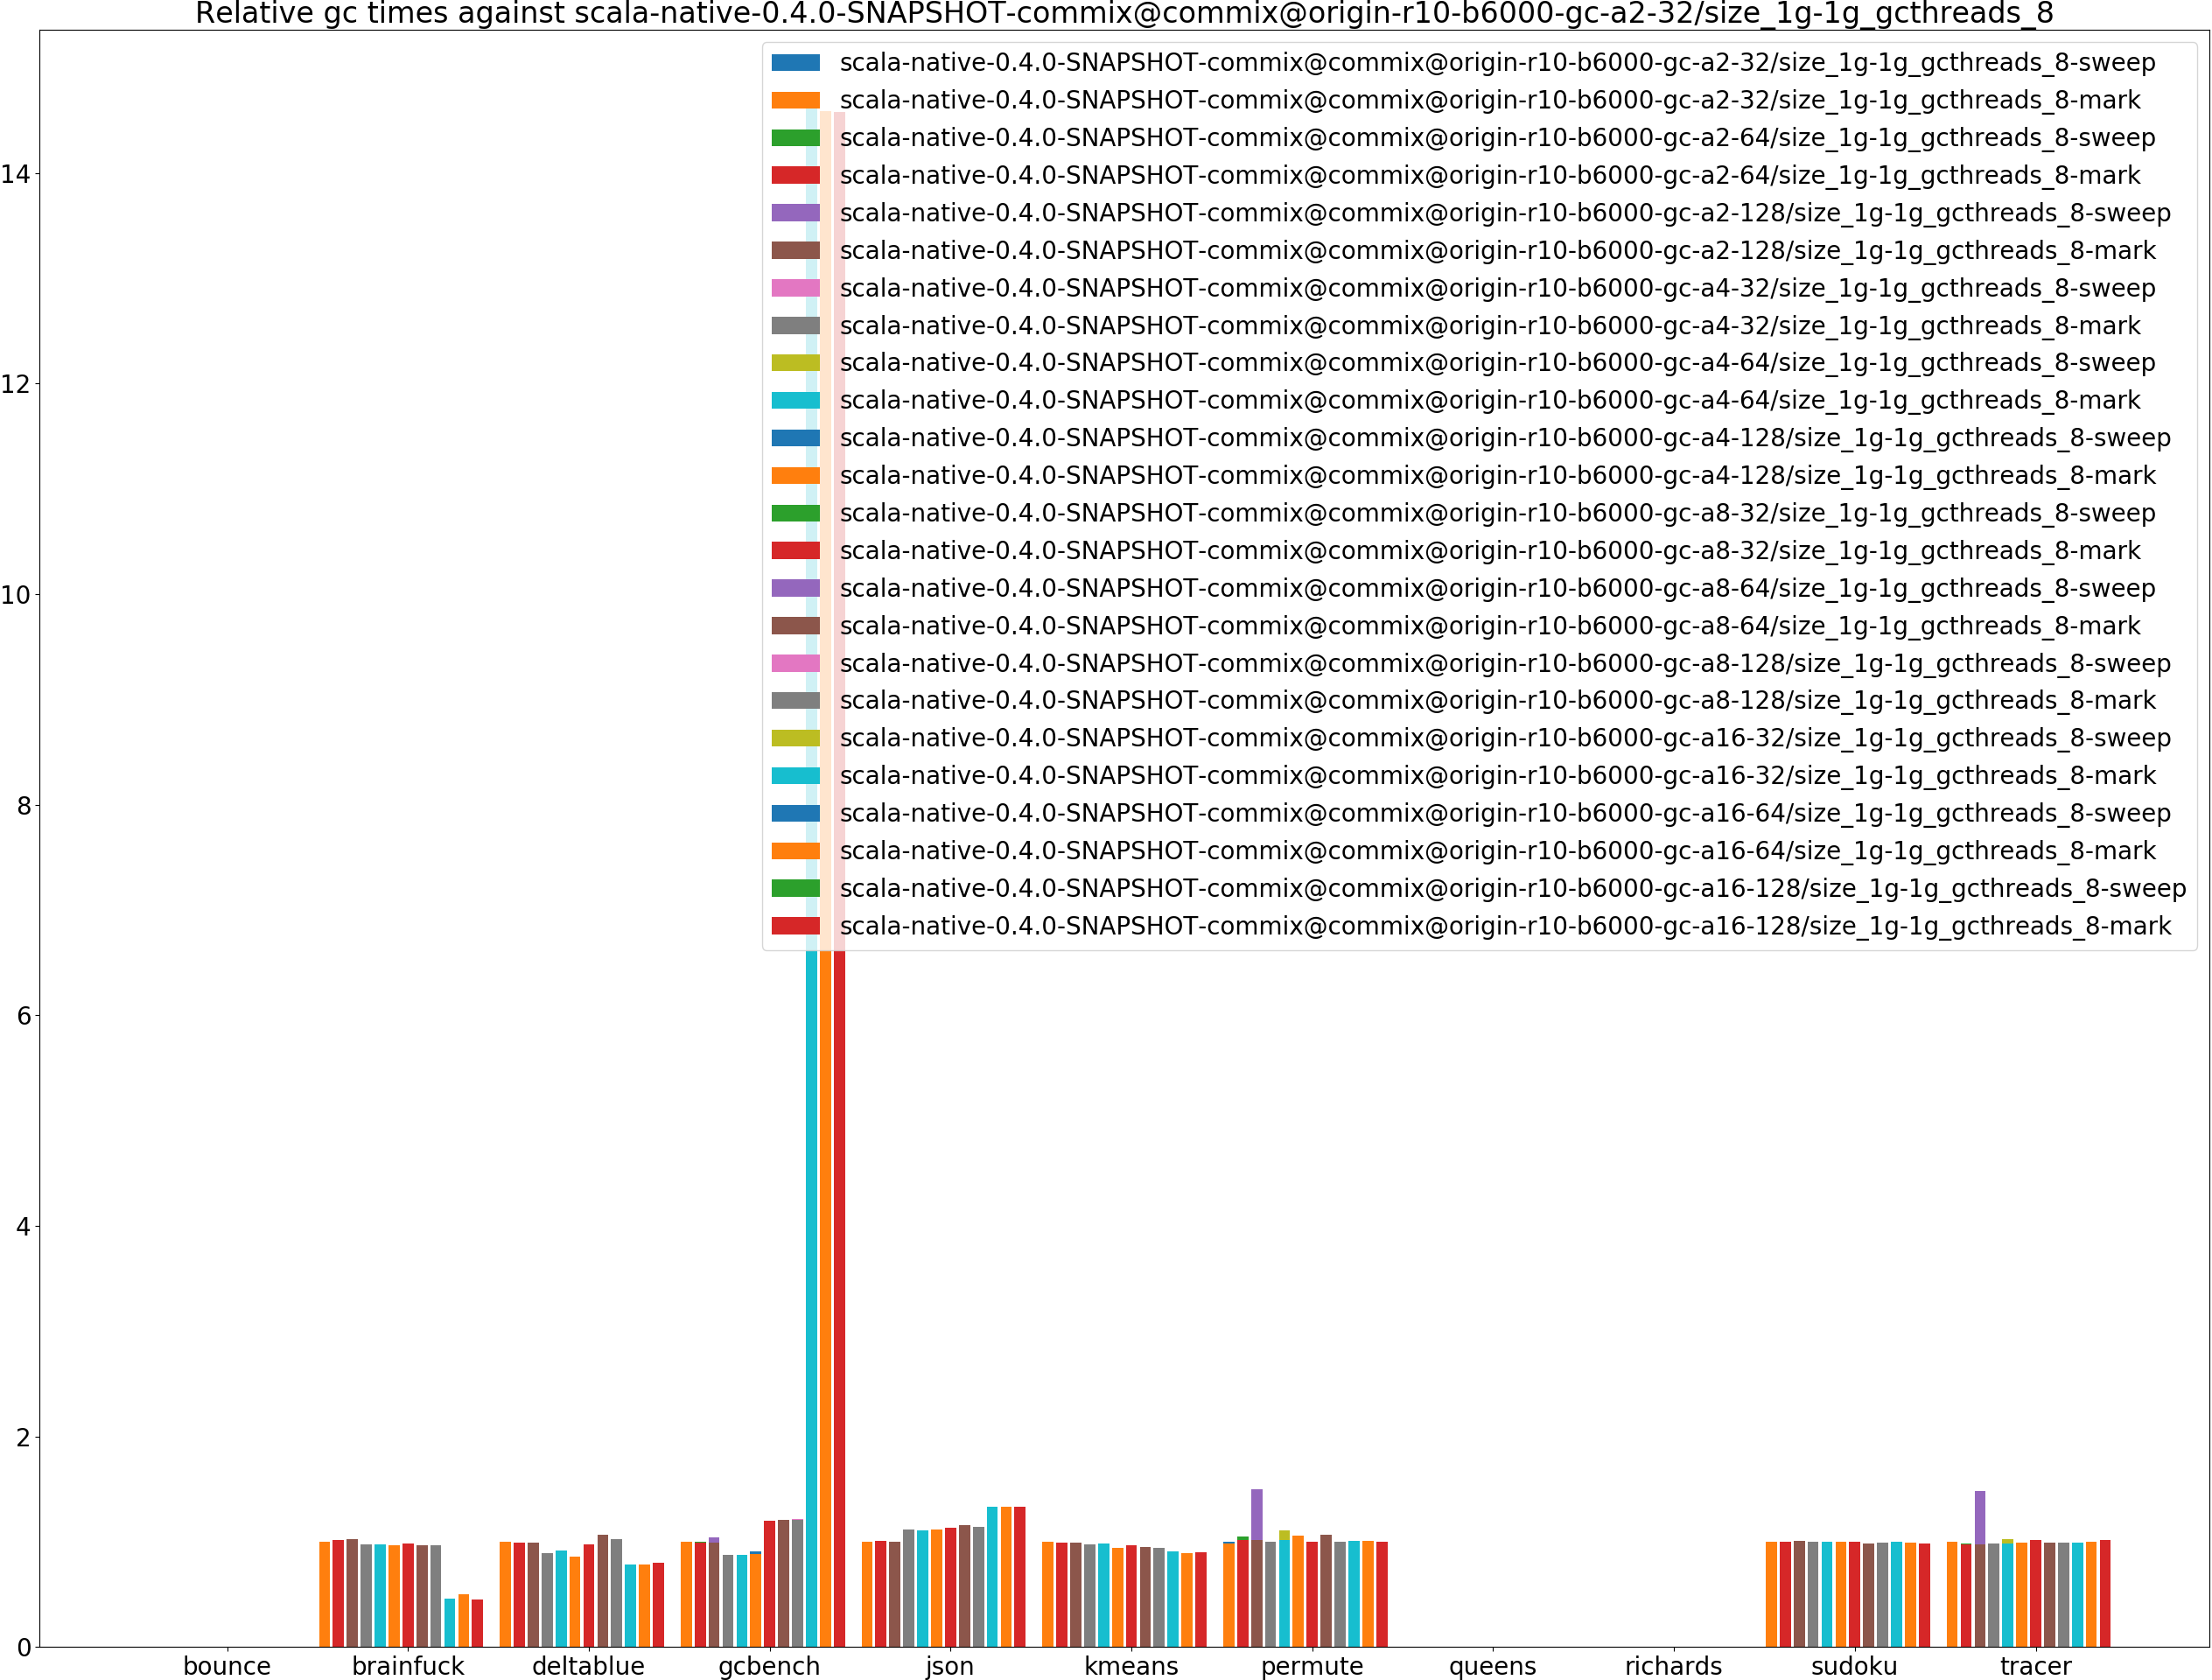 Relative gc times against scala-native-0.4.0-SNAPSHOT-commix@commix@origin-r10-b6000-gc-a2-32/size_1g-1g_gcthreads_8
scala-native-0.4.0-SNAPSHOT-commix@commix@origin-r10-b6000-gc-a2-32/size_1g-1g_gcthreads_8-sweep
scala-native-0.4.0-SNAPSHOT-commix@commix@origin-r10-b6000-gc-a2-32/size_1g-1g_gcthreads_8-mark
scala-native-0.4.0-SNAPSHOT-commix@commix@origin-r10-b6000-gc-a2-64/size_1g-1g_gcthreads_8-sweep
scala-native-0.4.0-SNAPSHOT-commix@commix@origin-r10-b6000-gc-a2-64/size_1g-1g_gcthreads_8-mark
scala-native-0.4.0-SNAPSHOT-commix@commix@origin-r10-b6000-gc-a2-128/size_1g-1g_gcthreads_8-sweep
scala-native-0.4.0-SNAPSHOT-commix@commix@origin-r10-b6000-gc-a2-128/size_1g-1g_gcthreads_8-mark
scala-native-0.4.0-SNAPSHOT-commix@commix@origin-r10-b6000-gc-a4-32/size_1g-1g_gcthreads_8-sweep
scala-native-0.4.0-SNAPSHOT-commix@commix@origin-r10-b6000-gc-a4-32/size_1g-1g_gcthreads_8-mark
scala-native-0.4.0-SNAPSHOT-commix@commix@origin-r10-b6000-gc-a4-64/size_1g-1g_gcthreads_8-sweep
scala-native-0.4.0-SNAPSHOT-commix@commix@origin-r10-b6000-gc-a4-64/size_1g-1g_gcthreads_8-mark
scala-native-0.4.0-SNAPSHOT-commix@commix@origin-r10-b6000-gc-a4-128/size_1g-1g_gcthreads_8-sweep
scala-native-0.4.0-SNAPSHOT-commix@commix@origin-r10-b6000-gc-a4-128/size_1g-1g_gcthreads_8-mark
scala-native-0.4.0-SNAPSHOT-commix@commix@origin-r10-b6000-gc-a8-32/size_1g-1g_gcthreads_8-sweep
scala-native-0.4.0-SNAPSHOT-commix@commix@origin-r10-b6000-gc-a8-32/size_1g-1g_gcthreads_8-mark
scala-native-0.4.0-SNAPSHOT-commix@commix@origin-r10-b6000-gc-a8-64/size_1g-1g_gcthreads_8-sweep
scala-native-0.4.0-SNAPSHOT-commix@commix@origin-r10-b6000-gc-a8-64/size_1g-1g_gcthreads_8-mark
scala-native-0.4.0-SNAPSHOT-commix@commix@origin-r10-b6000-gc-a8-128/size_1g-1g_gcthreads_8-sweep
scala-native-0.4.0-SNAPSHOT-commix@commix@origin-r10-b6000-gc-a8-128/size_1g-1g_gcthreads_8-mark
scala-native-0.4.0-SNAPSHOT-commix@commix@origin-r10-b6000-gc-a16-32/size_1g-1g_gcthreads_8-sweep
scala-native-0.4.0-SNAPSHOT-commix@commix@origin-r10-b6000-gc-a16-32/size_1g-1g_gcthreads_8-mark
scala-native-0.4.0-SNAPSHOT-commix@commix@origin-r10-b6000-gc-a16-64/size_1g-1g_gcthreads_8-sweep
scala-native-0.4.0-SNAPSHOT-commix@commix@origin-r10-b6000-gc-a16-64/size_1g-1g_gcthreads_8-mark
scala-native-0.4.0-SNAPSHOT-commix@commix@origin-r10-b6000-gc-a16-128/size_1g-1g_gcthreads_8-sweep
scala-native-0.4.0-SNAPSHOT-commix@commix@origin-r10-b6000-gc-a16-128/size_1g-1g_gcthreads_8-mark
14
12
10
8
6
4
2
0
bounce brainfuck deltablue gcbench json kmeans permute queens richards sudoku tracer